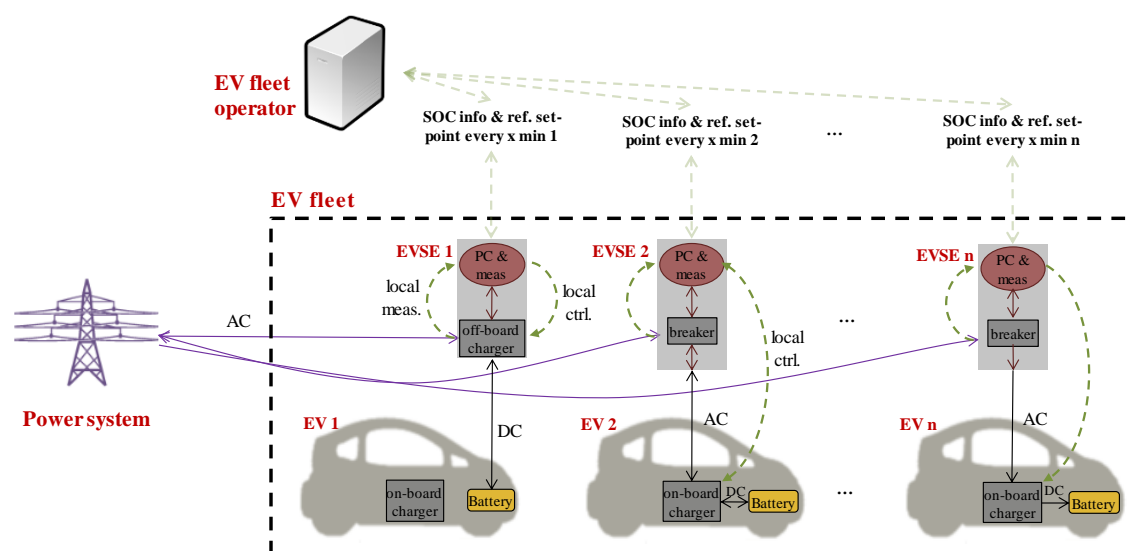 EV fleet
operator
SOC info & ref. set-
point every x min 1
SOC info & ref. set-
point every x min 2
...
SOC info & ref. set-
point every x min n
EV fleet
EVSE 1
PC &
meas
local
meas.
local
ctrl.
off-board
charger
EVSE 2
PC &
meas
breaker
local
ctrl.
...
EVSE n
PC &
meas
breaker
AC
Power system
EV 1
DC
on-board
charger
Battery
EV 2
AC
on-board
charger
DC
Battery
...
EV n
AC
on-board
charger
DC
Battery